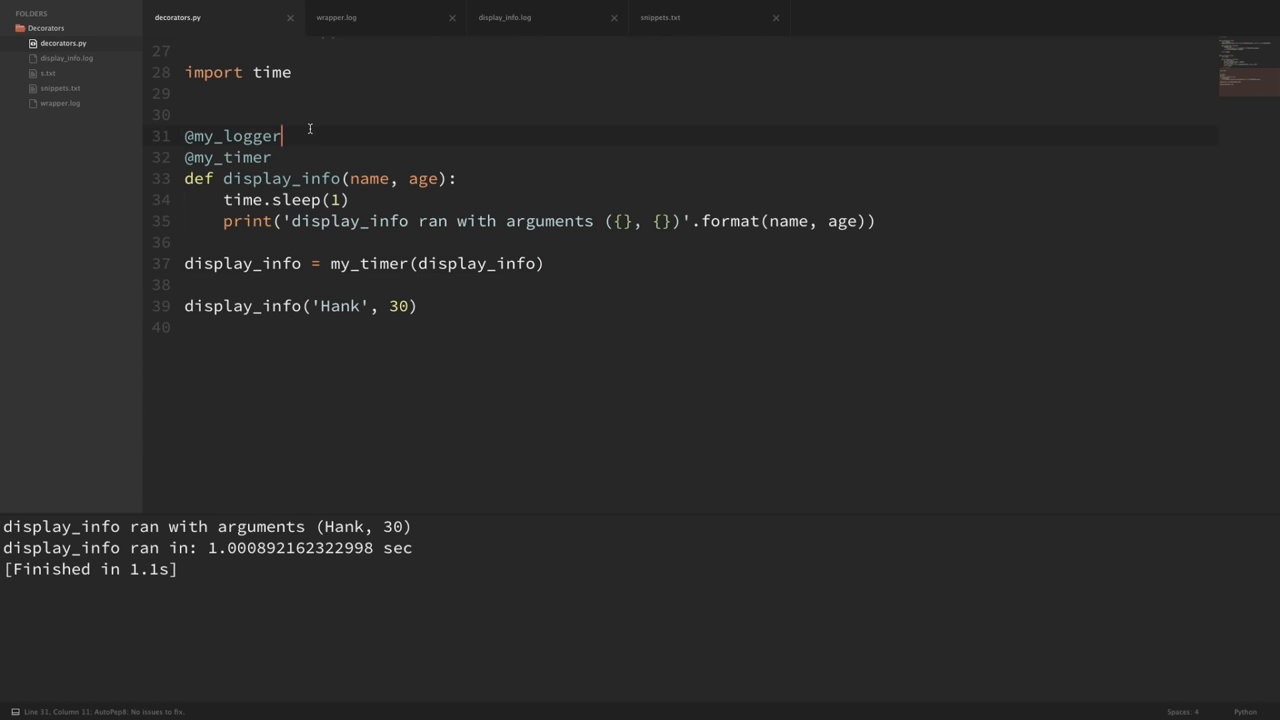 FOLDERS
Decorators
decorators.py
display_info.log
s.txt
snippets.txt
wrapper.log
decorators.py
wrapper.log
display_info.log
snippets.txt
27
28 import time
29
30
31 @my_logger
32 @my_timer
33 def display_info(name, age):
34     time.sleep(1)
35     print('display_info ran with arguments ({}, {})'.format(name, age))
36
37 display_info = my_timer(display_info)
38
39 display_info('Hank', 30)
40
display_info ran with arguments (Hank, 30)
display_info ran in: 1.000892162322998 sec
[Finished in 1.1s]
Line 31, Column 11; AutoPep8: No issues to fix.
Spaces: 4
Python